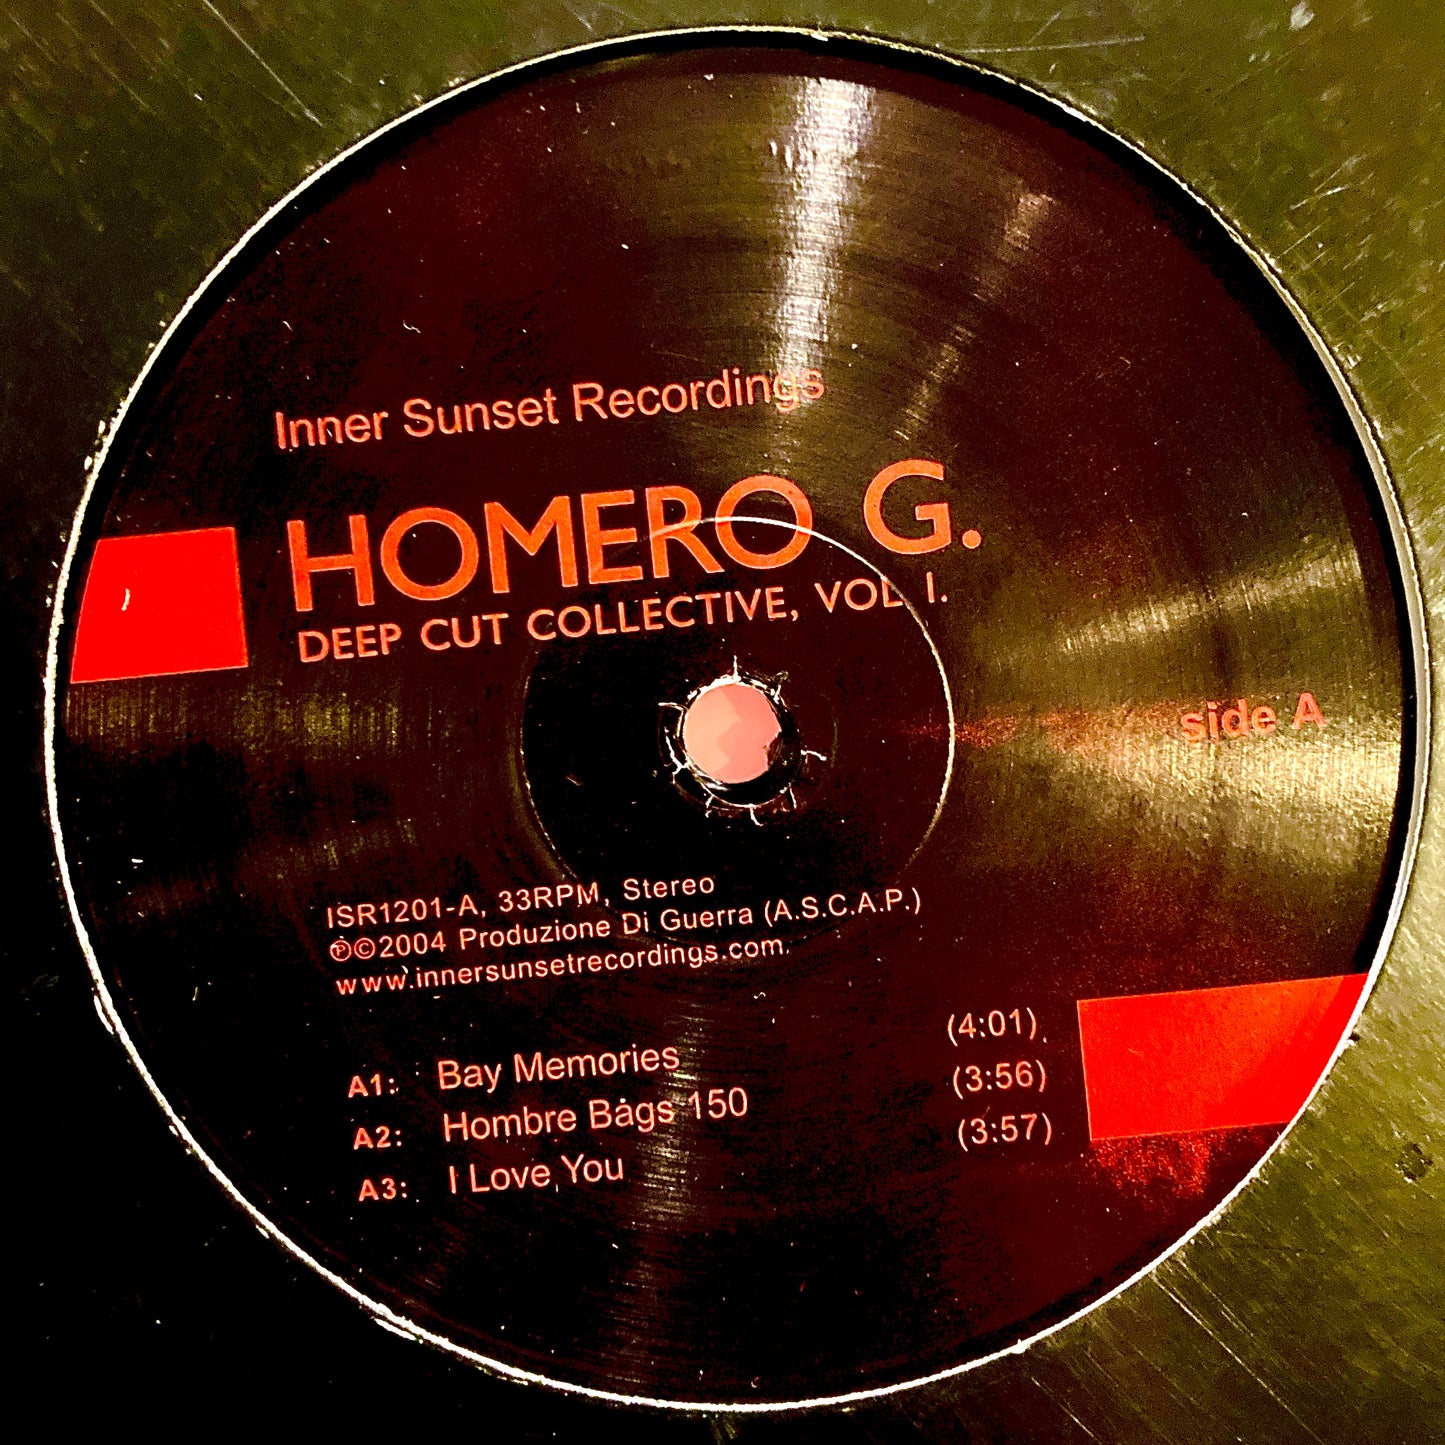 Inner Sunset Recordings
HOMERO G.
DEEP CUT COLLECTIVE, VOL. I.
side A
ISR1201-A, 33RPM, Stereo
℗©2004 Produzione Di Guerra (A.S.C.A.P.)
www.innersunsetrecordings.com
A1: Bay Memories (4:01)
A2: Hombre Bags 150 (3:56)
A3: I Love You (3:57)